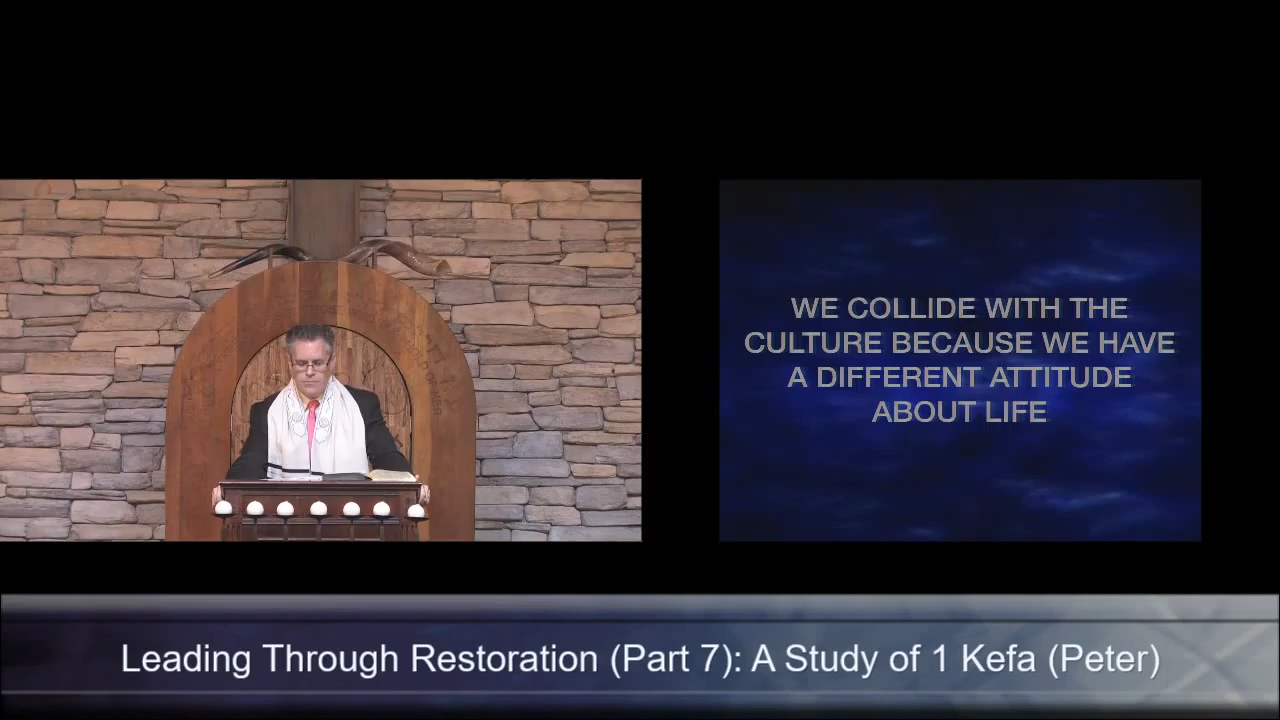 WE COLLIDE WITH THE
CULTURE BECAUSE WE HAVE
A DIFFERENT ATTITUDE
ABOUT LIFE
Leading Through Restoration (Part 7): A Study of 1 Kefa (Peter)